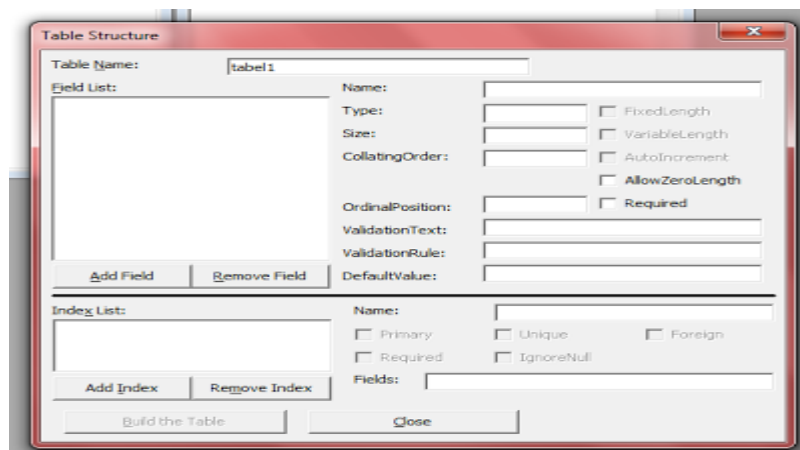 Table Structure
Table Name: tabel1
Field List:
Name:
Type: FixedLength
Size: VariableLength
CollatingOrder: AutoIncrement
AllowZeroLength
OrdinalPosition: Required
ValidationText:
ValidationRule:
Add Field Remove Field DefaultValue:
Index List: Name:
Primary Unique Foreign
Required IgnoreNull
Add Index Remove Index Fields:
Build the Table Close